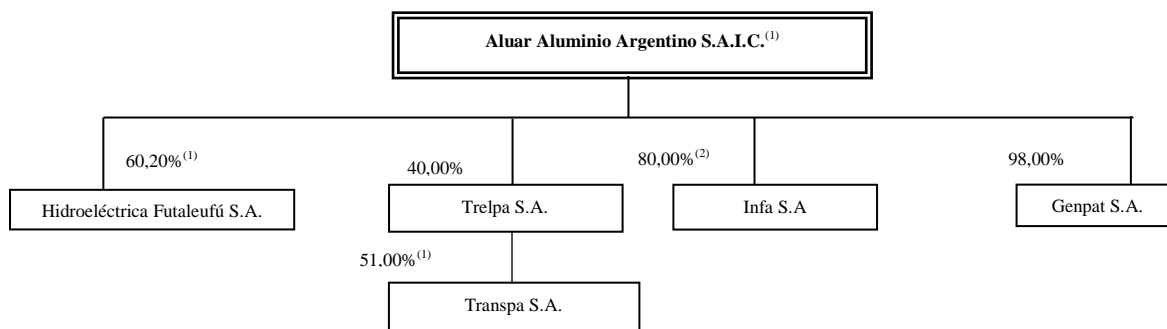 Aluar Aluminio Argentino S.A.I.C.(1)
60,20%(1)
40,00%
80,00%(2)
98,00%
Hidroeléctrica Futaleufú S.A.
Trelpa S.A.
Infa S.A
Genpat S.A.
51,00%(1)
Transpa S.A.